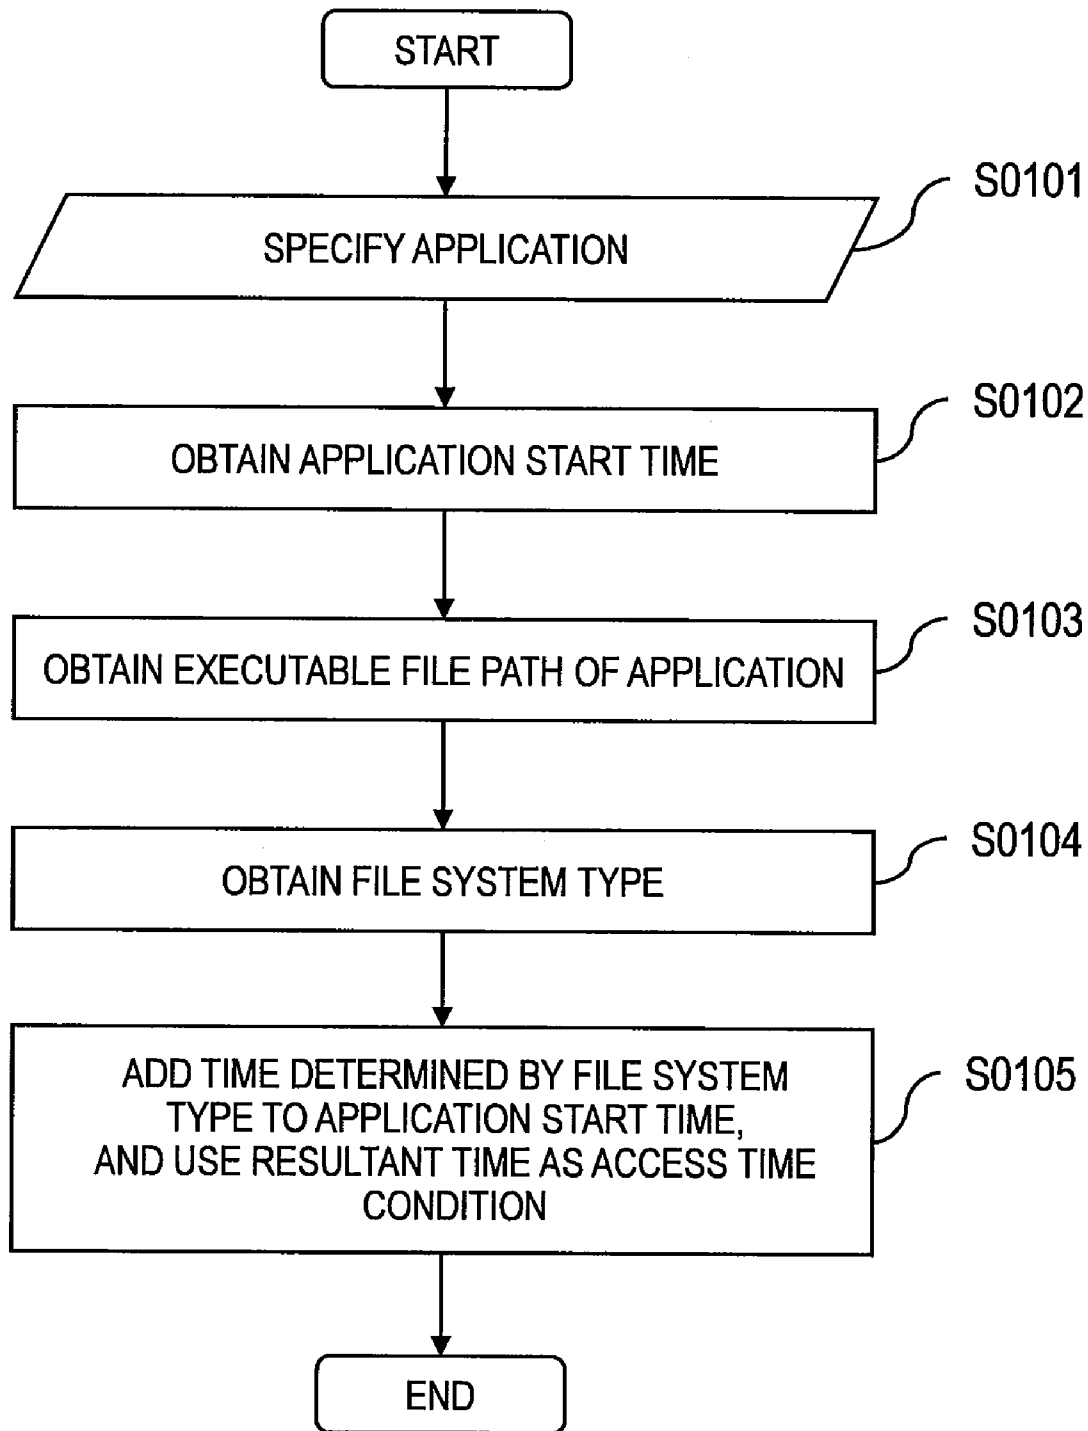 START
S0101
SPECIFY APPLICATION
S0102
OBTAIN APPLICATION START TIME
S0103
OBTAIN EXECUTABLE FILE PATH OF APPLICATION
S0104
OBTAIN FILE SYSTEM TYPE
S0105
ADD TIME DETERMINED BY FILE SYSTEM
TYPE TO APPLICATION START TIME,
AND USE RESULTANT TIME AS ACCESS TIME
CONDITION
END